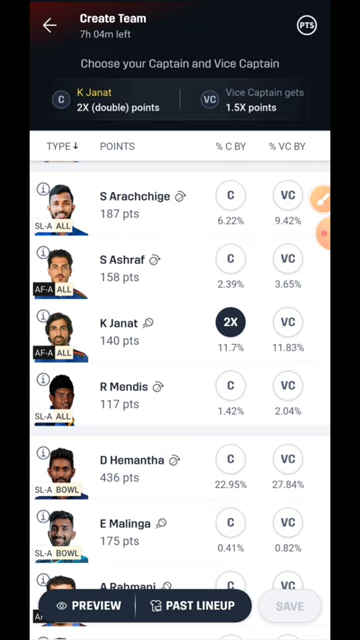 Create Team
7h 04m left
PTS
Choose your Captain and Vice Captain
C
K Janat
2X (double) points
VC
Vice Captain gets
1.5X points
TYPE↓ POINTS % C BY % VC BY
S Arachchige
187 pts
SL-A ALL
C
6.22%
VC
9.42%
S Ashraf
158 pts
AF-A ALL
C
2.39%
VC
3.65%
K Janat
140 pts
AF-A ALL
2X
11.7%
VC
11.83%
R Mendis
117 pts
SL-A ALL
C
1.42%
VC
2.04%
D Hemantha
436 pts
SL-A BOWL
C
22.95%
VC
27.84%
E Malinga
175 pts
SL-A BOWL
C
0.41%
VC
0.82%
A Rahmani
C
VC
PREVIEW
PAST LINEUP
SAVE